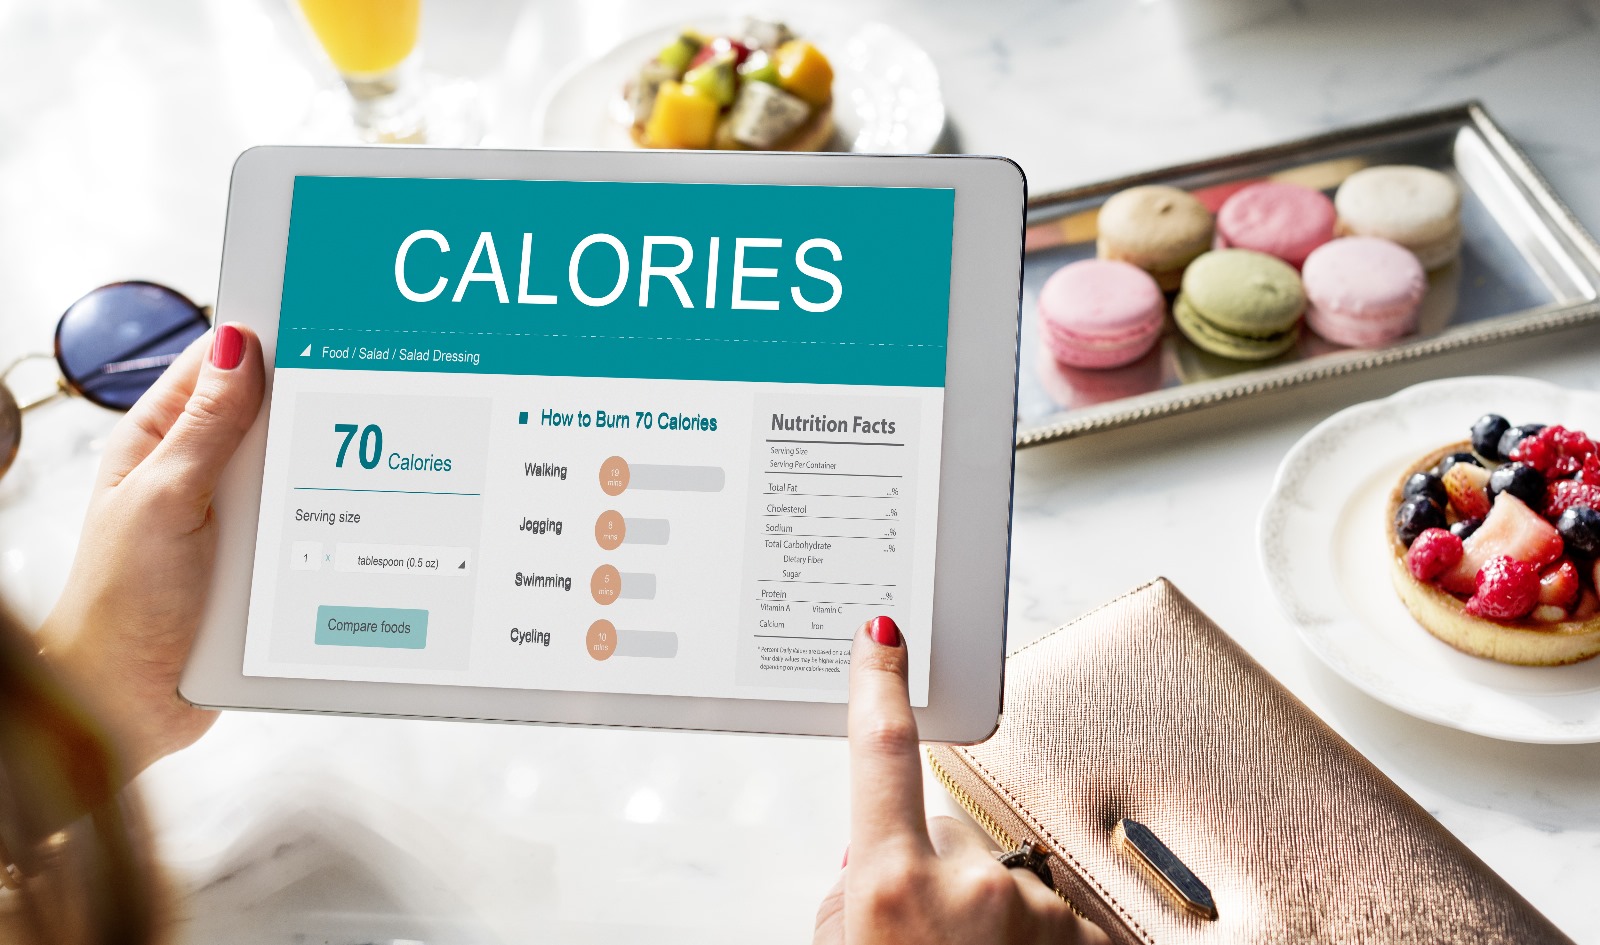 CALORIES
Food / Salad / Salad Dressing
70 Calories
Serving size
1 x tablespoon (0.5 oz)
Compare foods
How to Burn 70 Calories
Walking 19 mins
Jogging 8 mins
Swimming 6 mins
Cycling 10 mins
Nutrition Facts
Serving Size
Serving Per Container
Total Fat ...%
Cholesterol ...%
Sodium ...%
Total Carbohydrate ...%
Dietary Fiber
Sugar
Protein ...%
Vitamin A Vitamin C
Calcium Iron
* Percent Daily Values are based on a
Your daily values may be higher
depending on your calories needs.